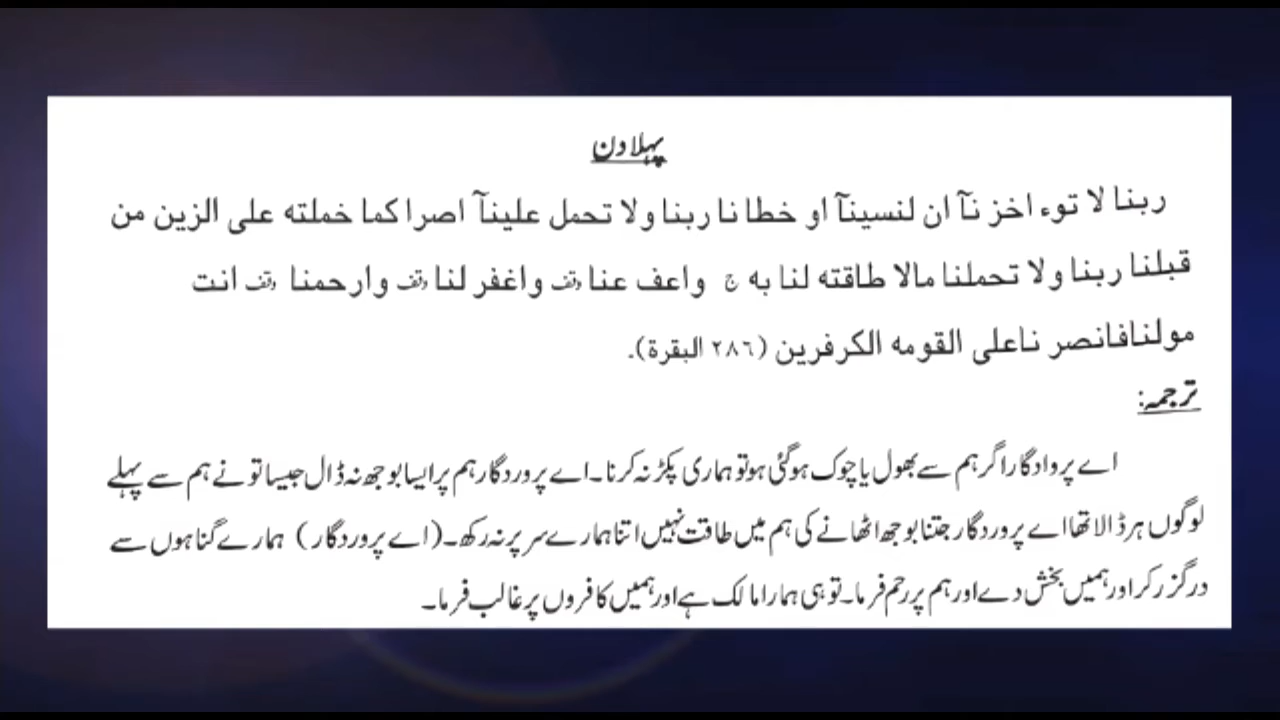 پہلا دن
ربنا لا توء اخز نآ ان لنسینآ او خطا نا ربنا ولا تحمل علینآ اصرا کما خملته علی الزین من
قبلنا ربنا ولا تحملنا مالا طاقته لنا به ج واعف عنا وقف واغفر لنا وقف وارحمنا وقف انت
مولنافانصر ناعلی القومه الکرفرین (٢٨٦ البقرة).
ترجمہ:
اے پروادگار اگر ہم سے بھول یا چوک ہو گئی ہو تو ہماری پکڑ نہ کرنا۔ اے پروردگار ہم پر ایسا بوجھ نہ ڈال جیسا تو نے ہم سے پہلے
لوگوں ہر ڈالا تھا اے پروردگار جتنا بوجھ اٹھانے کی ہم میں طاقت نہیں اتنا ہمارے سر پر نہ رکھ۔ (اے پروردگار) ہمارے گناہوں سے
درگزر کر اور ہمیں بخش دے اور ہم پر رحم فرما۔ تو ہی ہمارا مالک ہے اور ہمیں کافروں پر غالب فرما۔